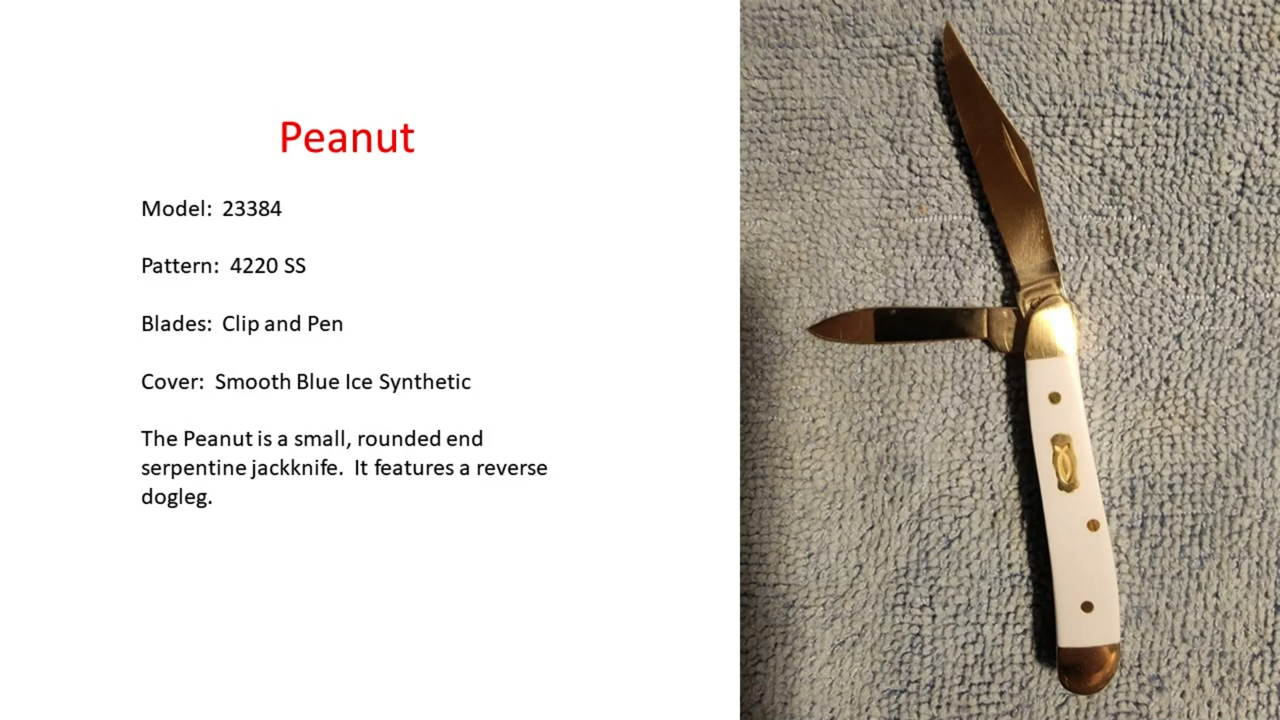 Peanut
Model:  23384
Pattern:  4220 SS
Blades:  Clip and Pen
Cover:  Smooth Blue Ice Synthetic
The Peanut is a small, rounded end
serpentine jackknife.  It features a reverse
dogleg.